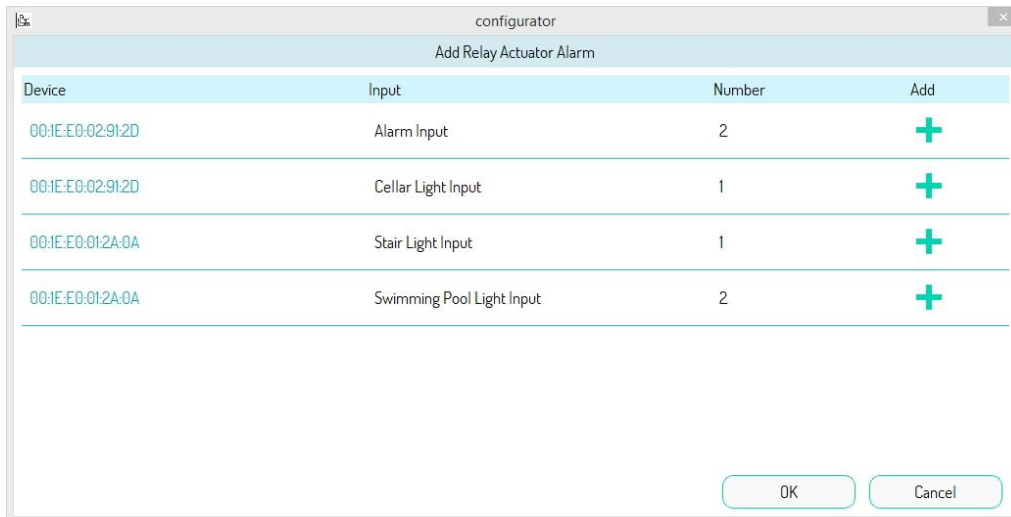 configurator
Add Relay Actuator Alarm
Device Input Number Add
00:1E:E0:02:91:2D Alarm Input 2
00:1E:E0:02:91:2D Cellar Light Input 1
00:1E:E0:01:2A:0A Stair Light Input 1
00:1E:E0:01:2A:0A Swimming Pool Light Input 2
OK Cancel